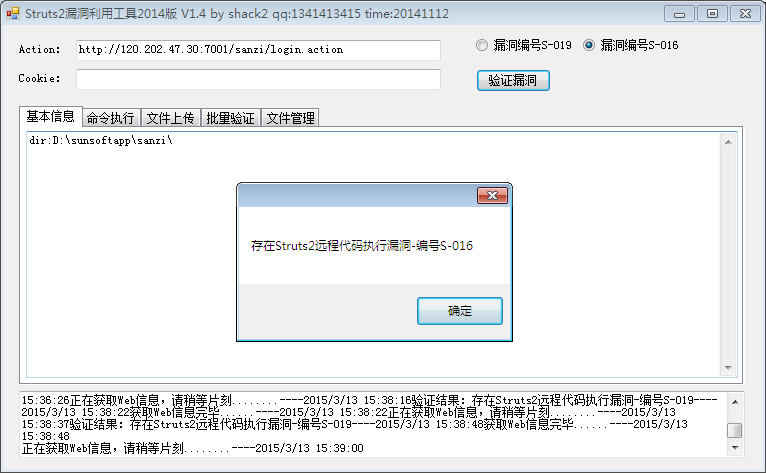 Struts2漏洞利用工具2014版 V1.4 by shack2 qq:1341413415 time:20141112
Action: http://120.202.47.30:7001/sanzi/login.action 漏洞编号S-019 漏洞编号S-016
Cookie: 验证漏洞
基本信息 命令执行 文件上传 批量验证 文件管理
dir:D:\sunsoftapp\sanzi\
存在Struts2远程代码执行漏洞-编号S-016
确定
15:36:26正在获取Web信息，请稍等片刻........----2015/3/13 15:38:16验证结果：存在Struts2远程代码执行漏洞-编号S-019----
2015/3/13 15:38:22获取Web信息完毕......----2015/3/13 15:38:22正在获取Web信息，请稍等片刻........----2015/3/13
15:38:37验证结果：存在Struts2远程代码执行漏洞-编号S-019----2015/3/13 15:38:48获取Web信息完毕......----2015/3/13
15:38:48
正在获取Web信息，请稍等片刻........----2015/3/13 15:39:00